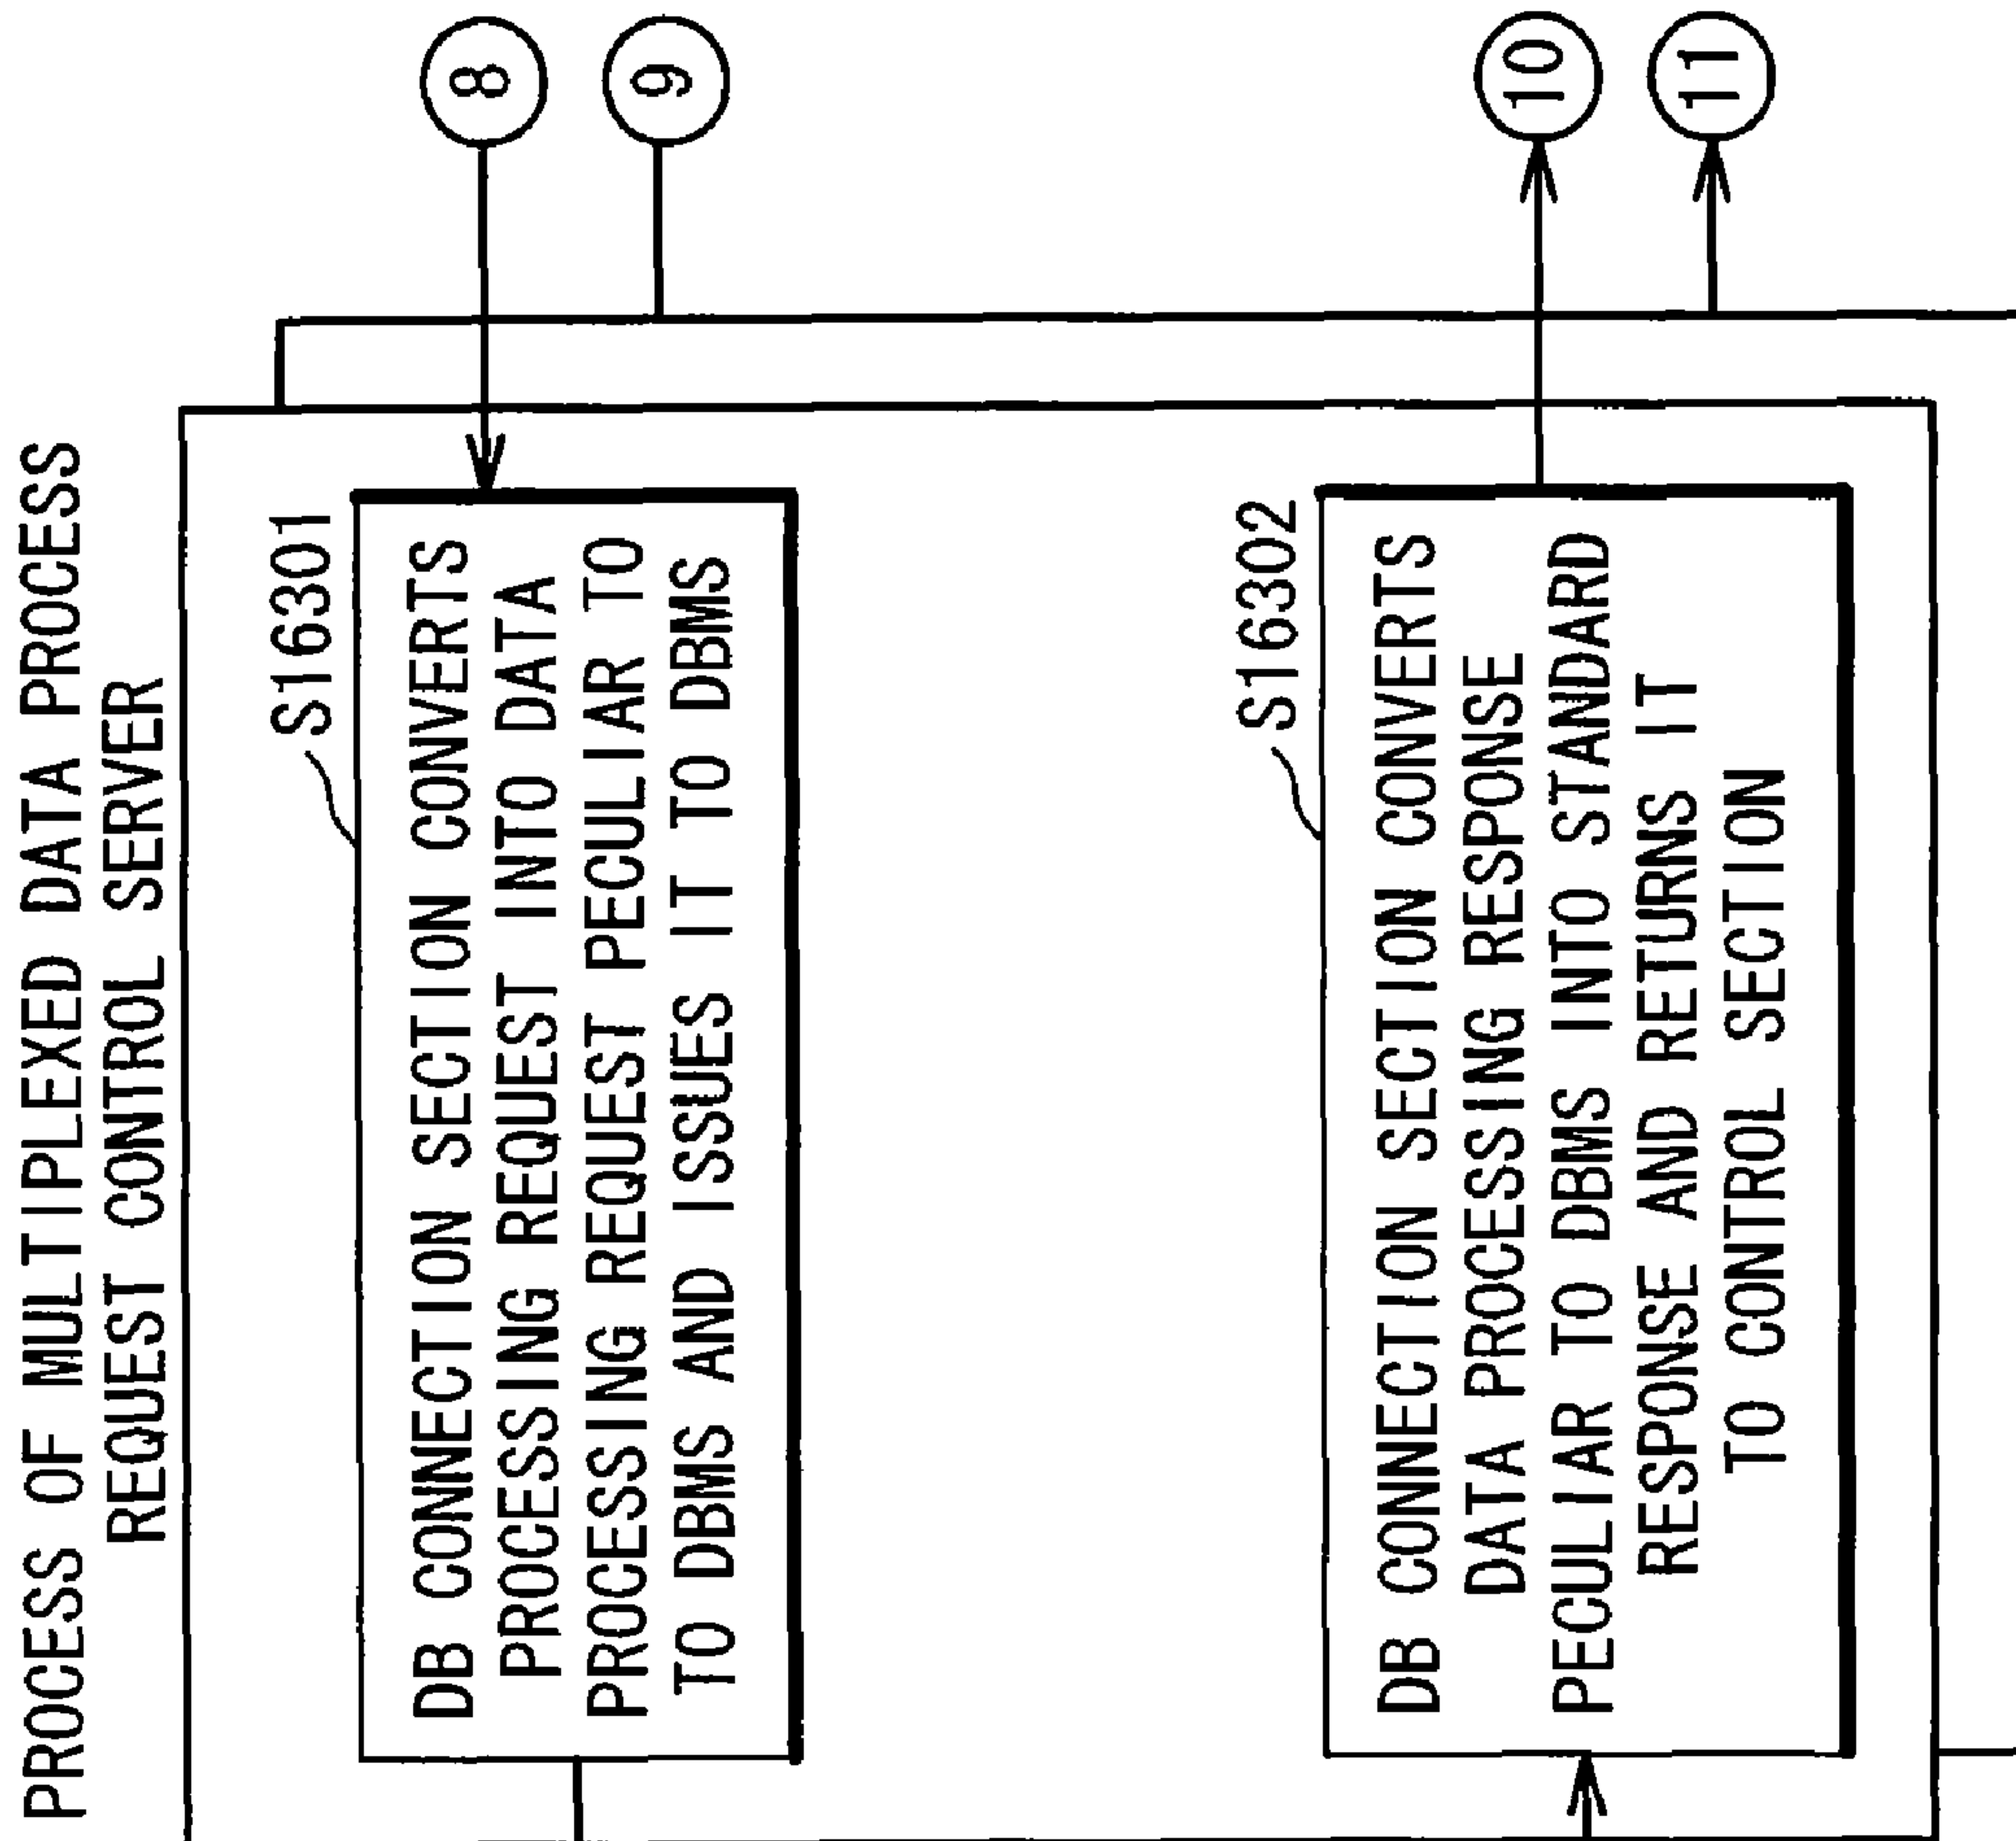 PROCESS OF MULTIPLEXED DATA PROCESS
REQUEST CONTROL SERVER
S16301
DB CONNECTION SECTION CONVERTS
PROCESSING REQUEST INTO DATA
PROCESSING REQUEST PECULIAR TO
TO DBMS AND ISSUES IT TO DBMS
8
9
S16302
DB CONNECTION SECTION CONVERTS
DATA PROCESSING RESPONSE
PECULIAR TO DBMS INTO STANDARD
RESPONSE AND RETURNS IT
TO CONTROL SECTION
10
11